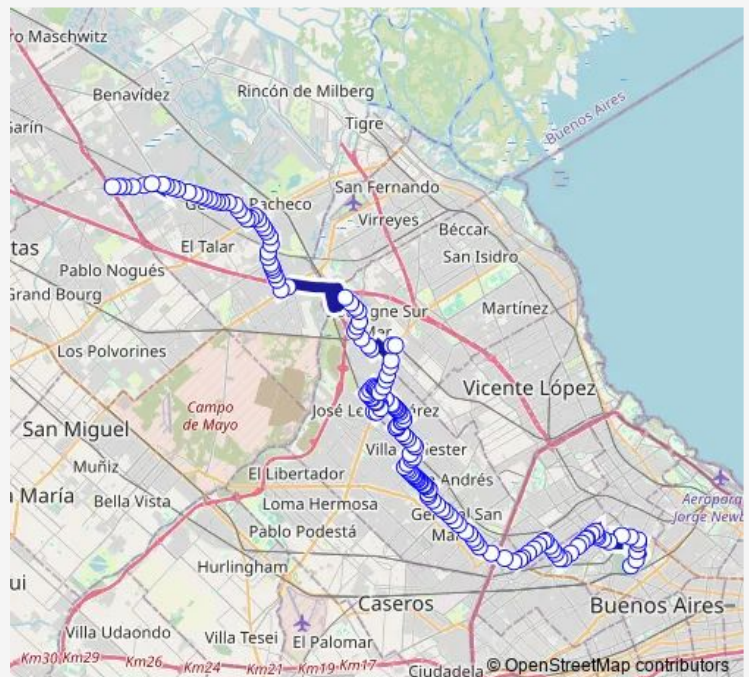 ro Maschwitz
Benavídez
Rincón de Milberg
Buenos Aires
Garín
Tigre
San Fernando
Virreyes
Béccar
San Isidro
El Talar
tas
Pablo Nogués
Grand Bourg
Martínez
Los Polvorines
Vicente López
Campo
de Mayo
San Miguel
Muñiz
El Libertador
Bella Vista
Loma Hermosa
Pablo Podestá
Hurlingham
Caseros
Buenos Aires
Villa Udaondo
Villa Tesei
El Palomar
Ciudadela
Km30 Km29
Km26
Km24
Km21 Km19 Km17
© OpenStreetMap contributors